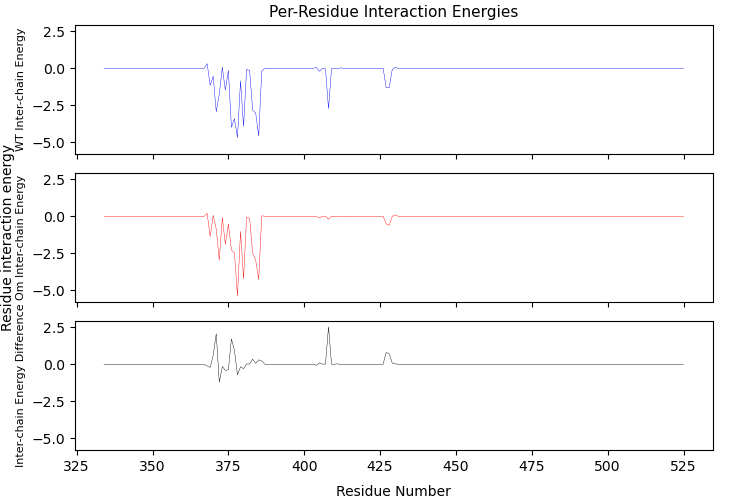 Per-Residue Interaction Energies
Residue interaction energy
WT Inter-chain Energy
2.5
0.0
−2.5
−5.0
Om Inter-chain Energy
2.5
0.0
−2.5
−5.0
Inter-chain Energy Difference
2.5
0.0
−2.5
−5.0
325 350 375 400 425 450 475 500 525
Residue Number